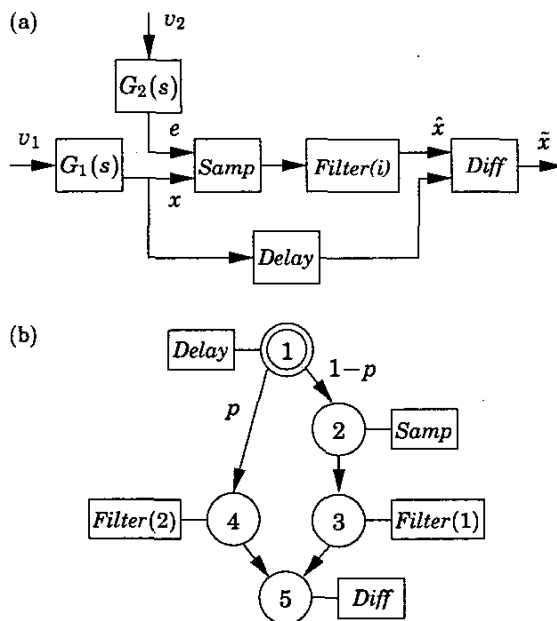 (a)
v₂
G₂(s)
e
v₁
G₁(s)
x
Samp
Filter(i)
x̂
Diff
x̃
Delay
(b)
Delay
1
1−p
p
2
Samp
Filter(2)
4
3
Filter(1)
5
Diff